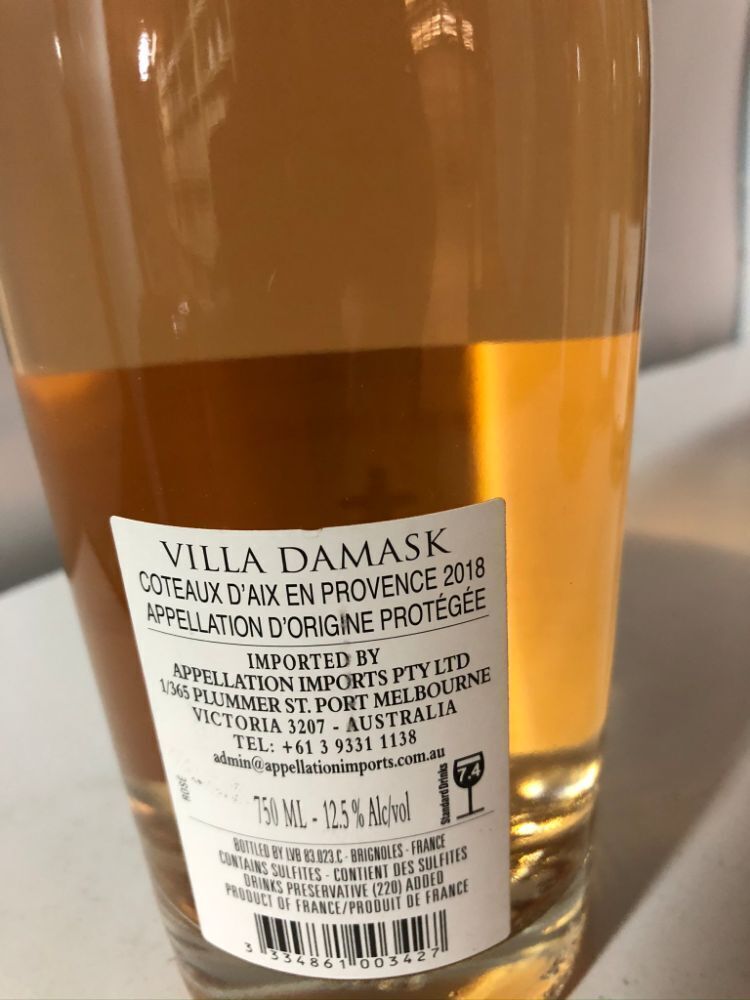 VILLA DAMASK
COTEAUX D'AIX EN PROVENCE 2018
APPELLATION D'ORIGINE PROTÉGÉE
IMPORTED BY
APPELLATION IMPORTS PTY LTD
1/365 PLUMMER ST. PORT MELBOURNE
VICTORIA 3207 - AUSTRALIA
TEL: +61 3 9331 1138
admin@appellationimports.com.au
ROSÉ
750 ML - 12.5 % Alc/vol
Standard Drinks
7.4
BOTTLED BY LVB 83.023.C - BRIGNOLES - FRANCE
CONTAINS SULFITES - CONTIENT DES SULFITES
DRINKS PRESERVATIVE (220) ADDED
PRODUCT OF FRANCE/PRODUIT DE FRANCE
3 334861 003427